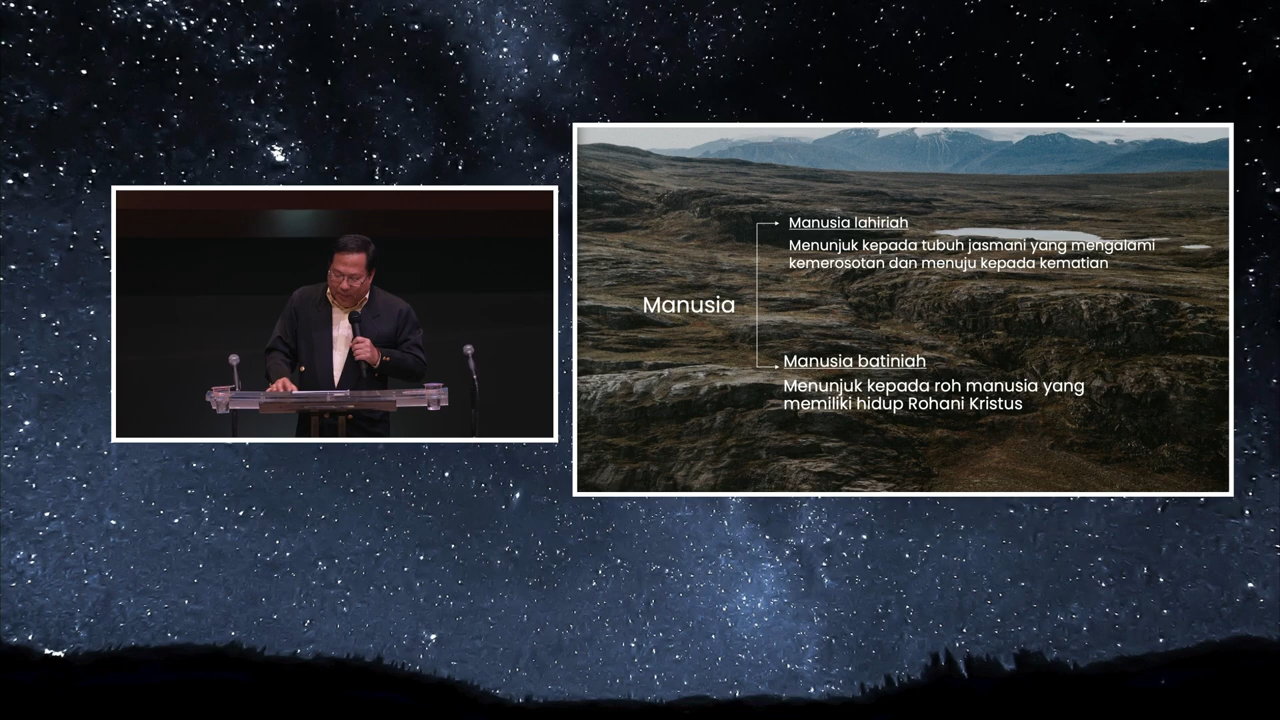 Manusia lahiriah
Menunjuk kepada tubuh jasmani yang mengalami
kemerosotan dan menuju kepada kematian
Manusia
Manusia batiniah
Menunjuk kepada roh manusia yang
memiliki hidup Rohani Kristus